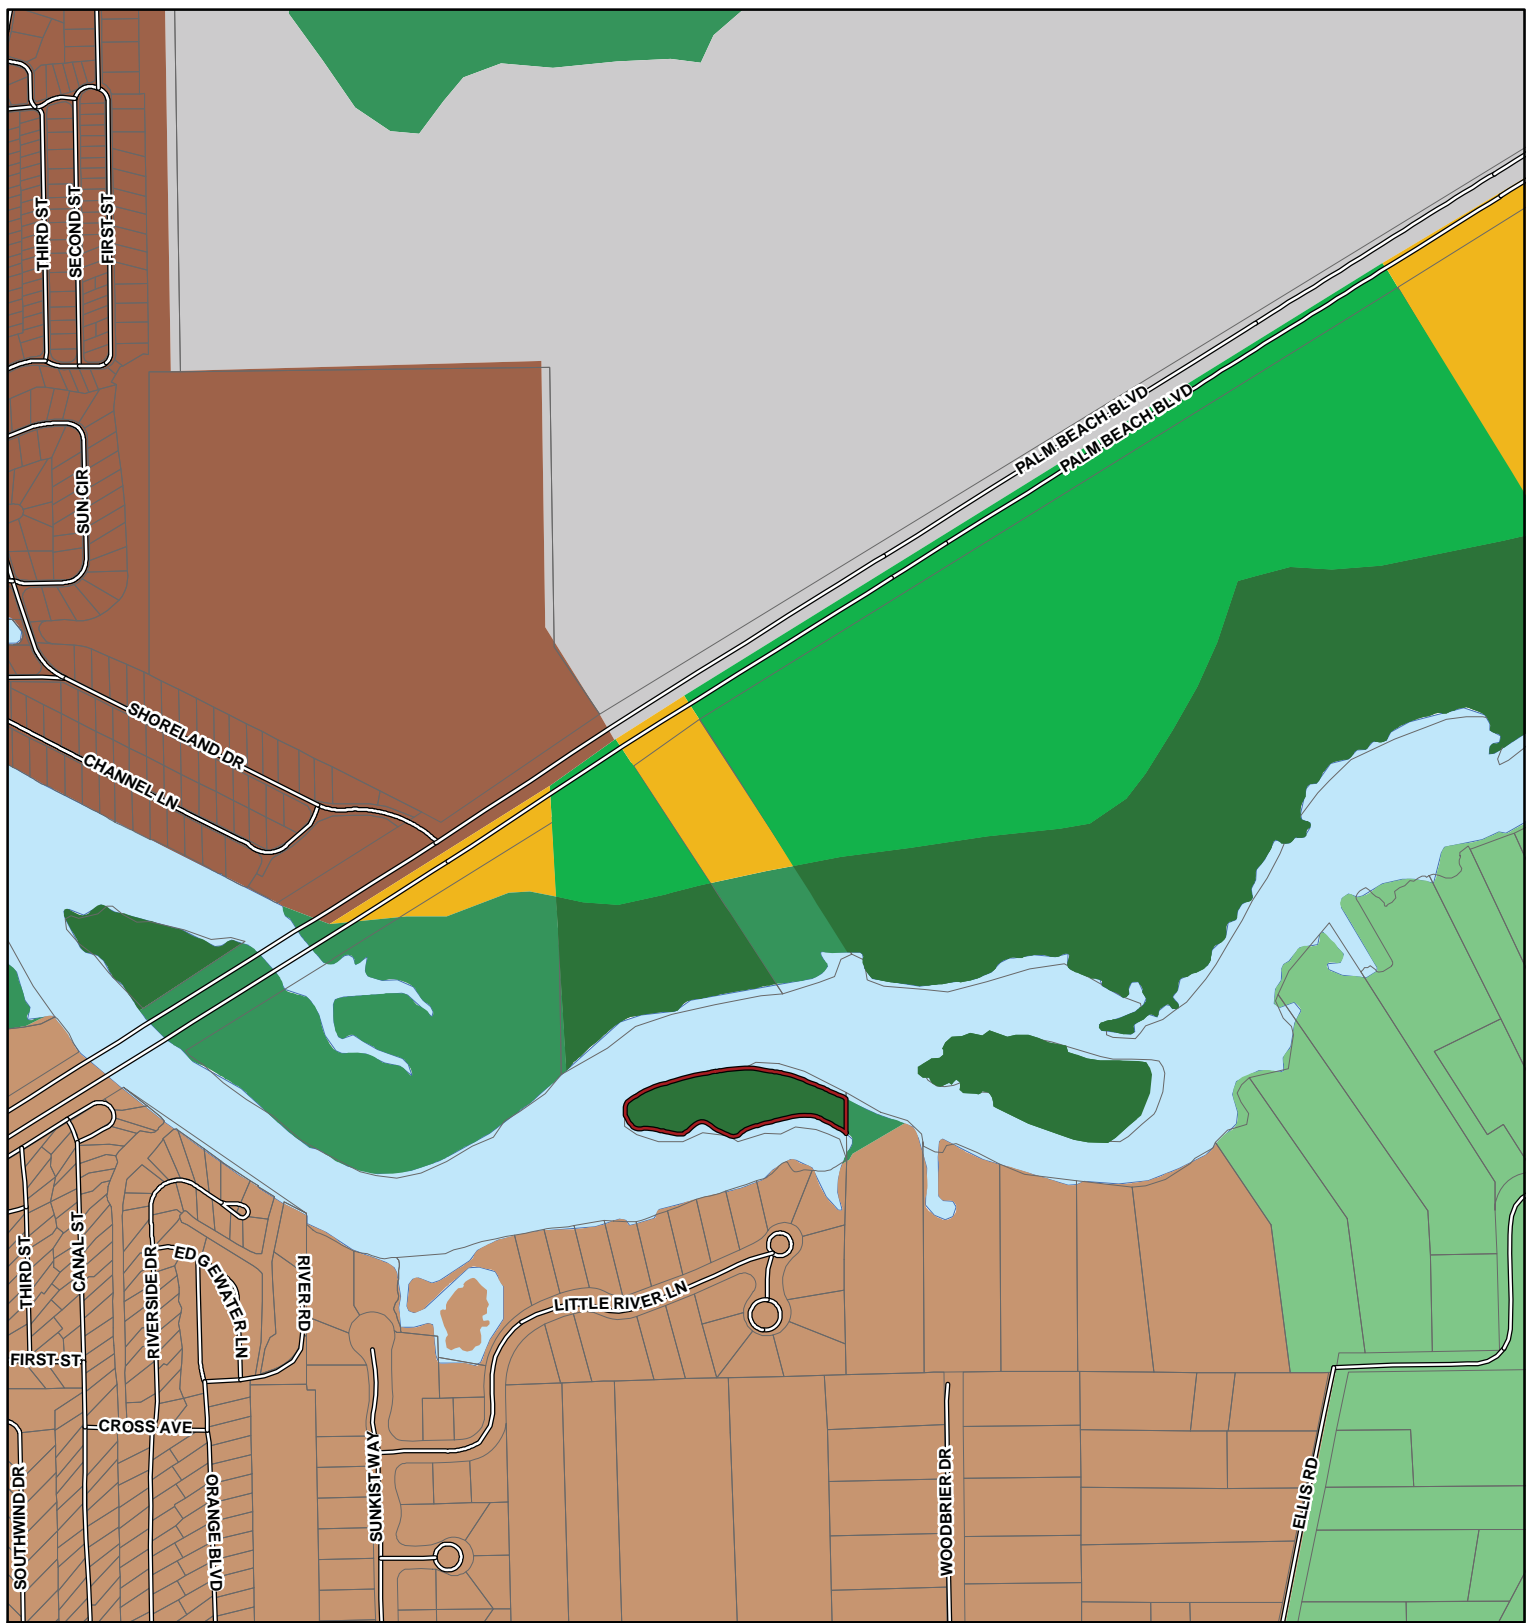 THIRD ST
SECOND ST
FIRST ST
PALM BEACH BLVD
PALM BEACH BLVD
SUN CIR
SHORELAND DR
CHANNEL LN
THIRD ST
CANAL ST
RIVERSIDE DR
EDGEWATER LN
RIVER RD
LITTLE RIVER LN
FIRST ST
CROSS AVE
SOUTHWIND DR
ORANGE BLVD
SUNKIST WAY
WOODBRIER DR
ELLIS RD